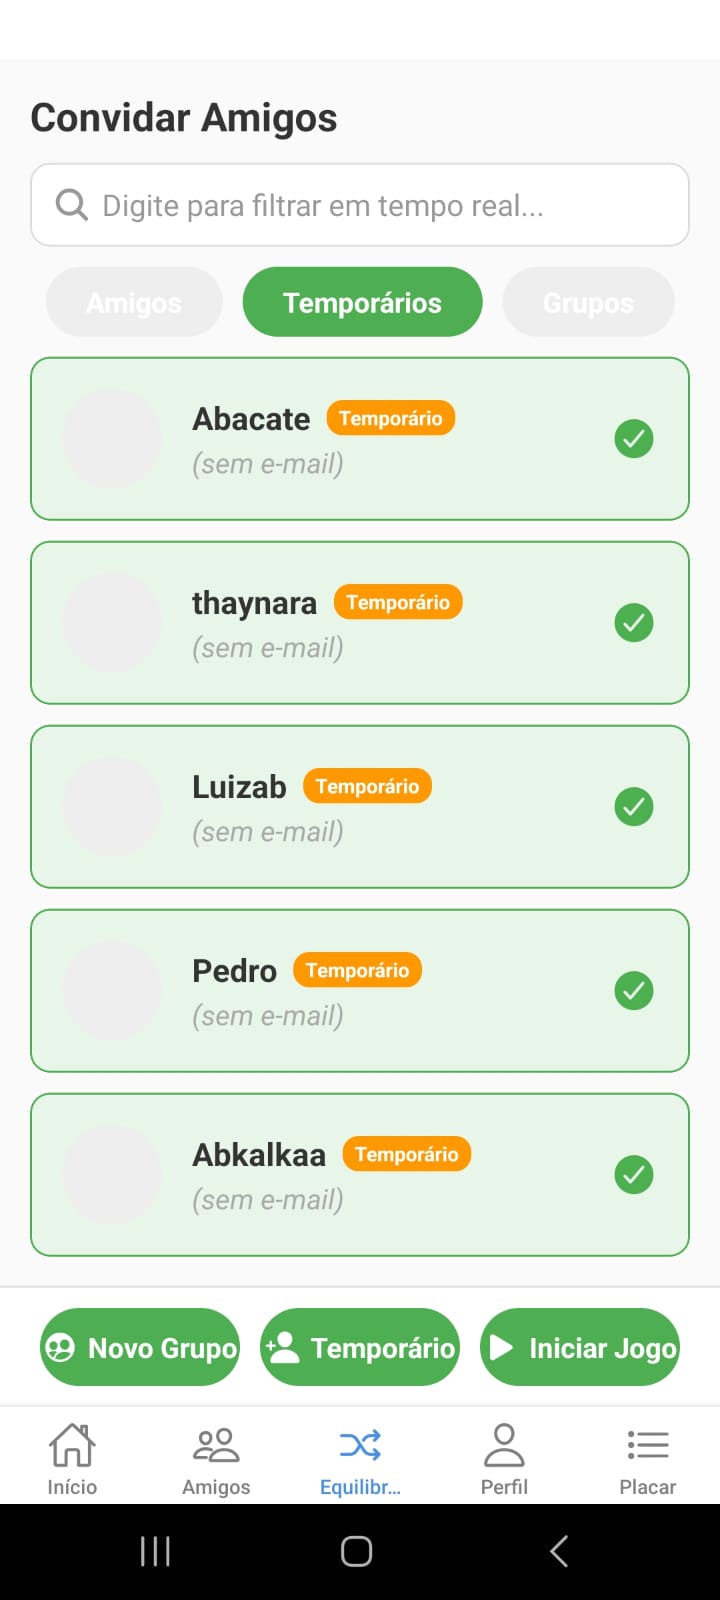 Convidar Amigos
Digite para filtrar em tempo real...
Amigos Temporários Grupos
Abacate Temporário
(sem e-mail)
thaynara Temporário
(sem e-mail)
Luizab Temporário
(sem e-mail)
Pedro Temporário
(sem e-mail)
Abkalkaa Temporário
(sem e-mail)
Novo Grupo Temporário Iniciar Jogo
Início Amigos Equilibr... Perfil Placar